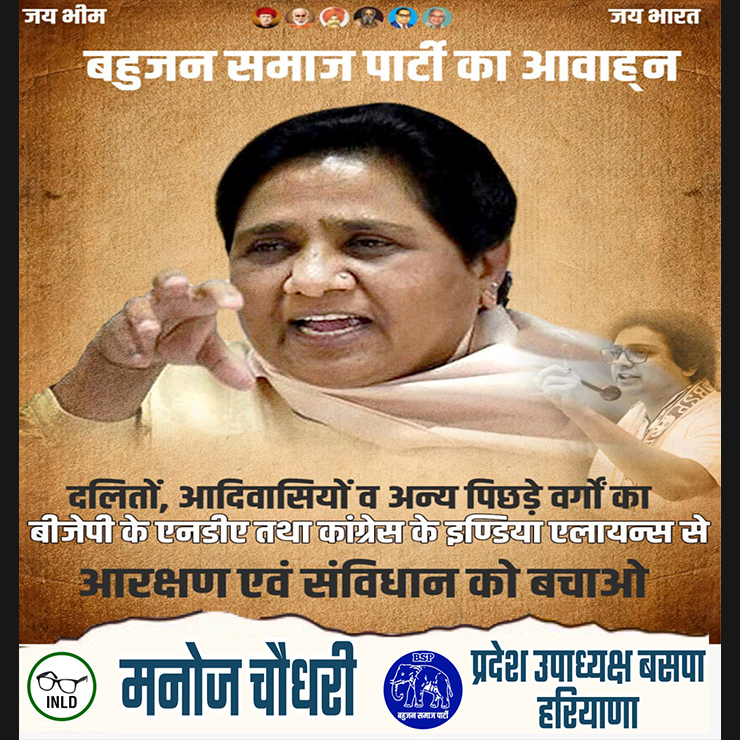 जय भीम
जय भारत
बहुजन समाज पार्टी का आवाह्न
BSP
दलितों, आदिवासियों व अन्य पिछड़े वर्गों का
बीजेपी के एनडीए तथा कांग्रेस के इण्डिया एलायन्स से
आरक्षण एवं संविधान को बचाओ
INLD
मनोज चौधरी
BSP
बहुजन समाज पार्टी
प्रदेश उपाध्यक्ष बसपा
हरियाणा